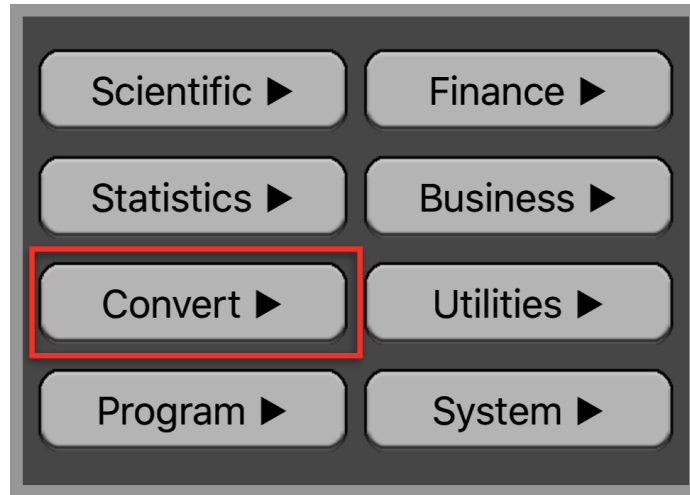 Scientific ▶ Finance ▶
Statistics ▶ Business ▶
Convert ▶ Utilities ▶
Program ▶ System ▶